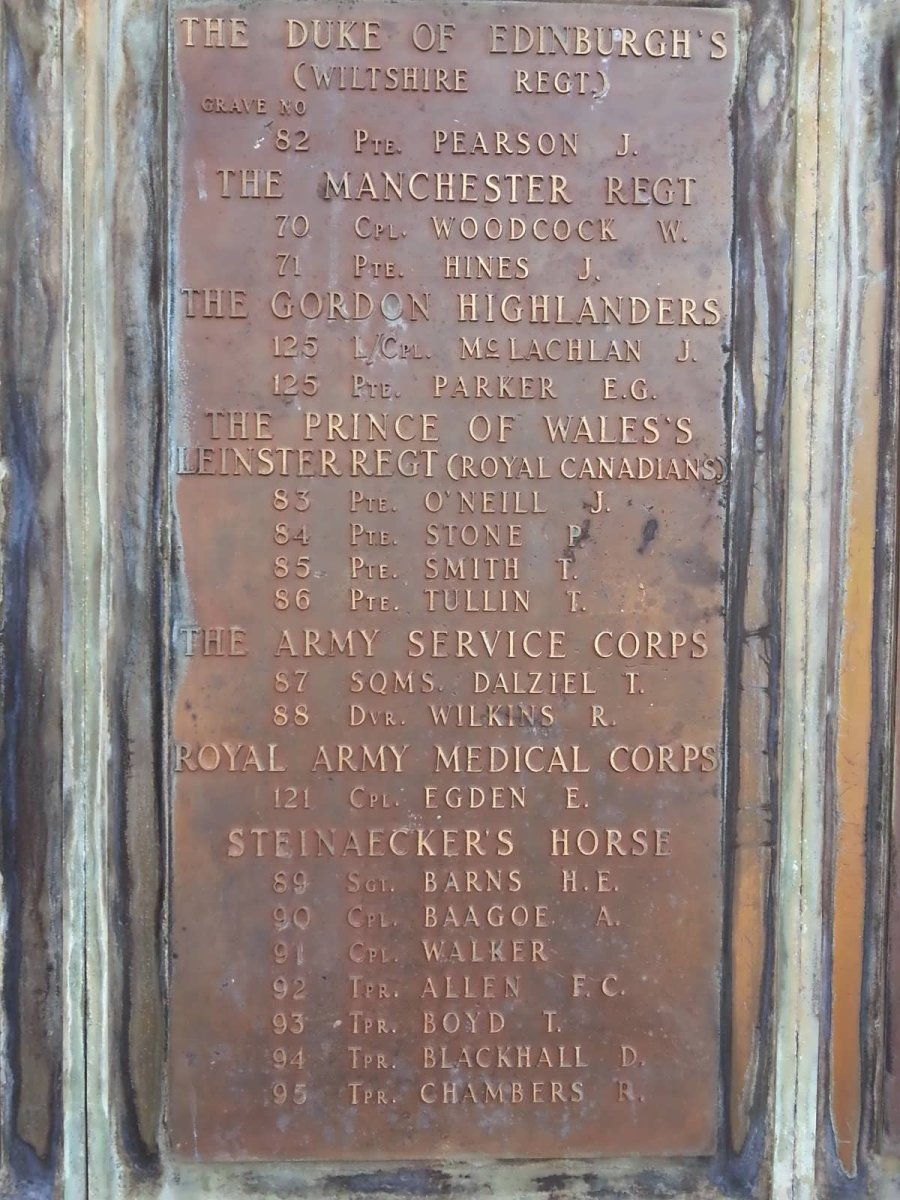 THE DUKE OF EDINBURGH'S
(WILTSHIRE REGT.)
GRAVE NO
82 PTE. PEARSON J.
THE MANCHESTER REGT
70 CPL. WOODCOCK W.
71 PTE. HINES J.
THE GORDON HIGHLANDERS
125 L/CPL. McLACHLAN J.
125 PTE. PARKER E.G.
THE PRINCE OF WALES'S
LEINSTER REGT (ROYAL CANADIANS)
83 PTE. O'NEILL J.
84 PTE. STONE P.
85 PTE. SMITH T.
86 PTE. TULLIN T.
THE ARMY SERVICE CORPS
87 SQMS. DALZIEL T.
88 DVR. WILKINS R.
ROYAL ARMY MEDICAL CORPS
121 CPL. EGDEN E.
STEINAECKER'S HORSE
89 SGT. BARNS H.E.
90 CPL. BAAGOE A.
91 CPL. WALKER
92 TPR. ALLEN F.C.
93 TPR. BOYD T.
94 TPR. BLACKHALL D.
95 TPR. CHAMBERS R.